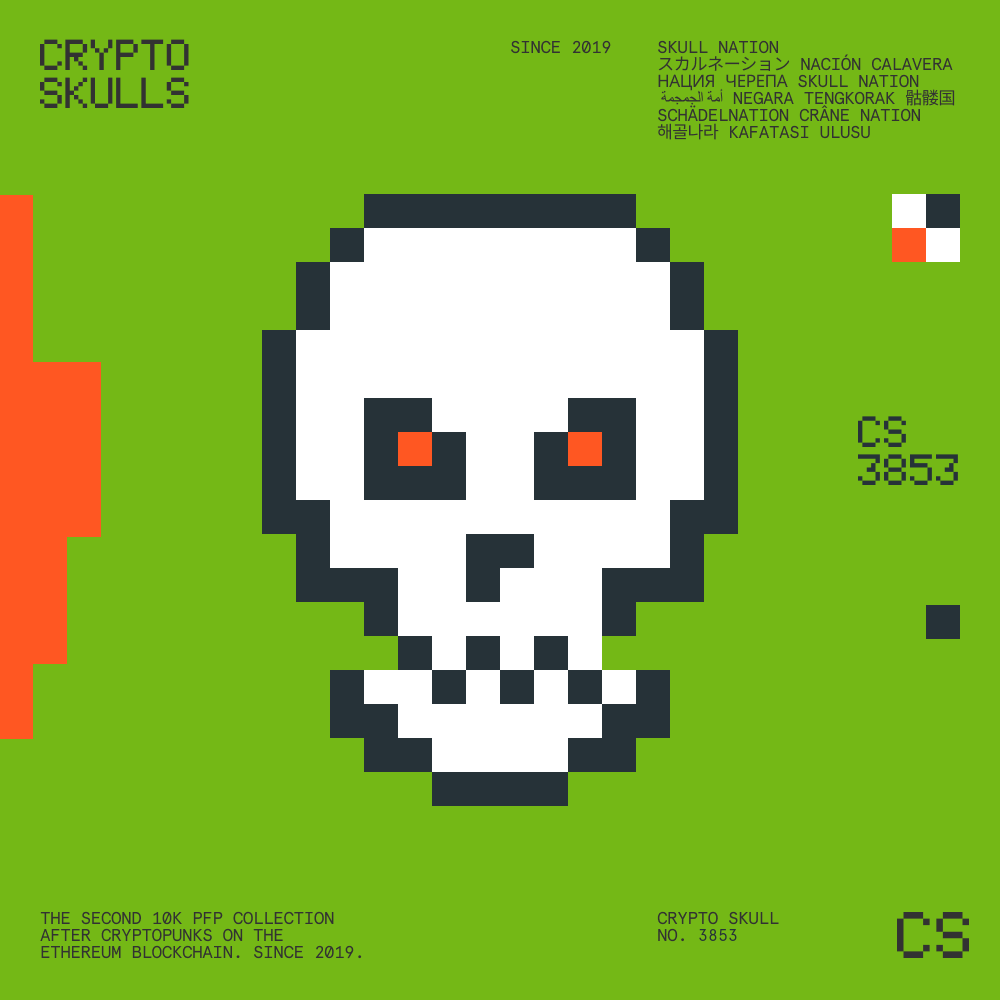 CRYPTO
SKULLS
SINCE 2019
SKULL NATION
スカルネーション NACIÓN CALAVERA
НАЦИЯ ЧЕРЕПА SKULL NATION
أمة الجمجمة NEGARA TENGKORAK 骷髅国
SCHÄDELNATION CRÂNE NATION
해골나라 KAFATASI ULUSU
CS
3853
THE SECOND 10K PFP COLLECTION
AFTER CRYPTOPUNKS ON THE
ETHEREUM BLOCKCHAIN. SINCE 2019.
CRYPTO SKULL
NO. 3853
CS